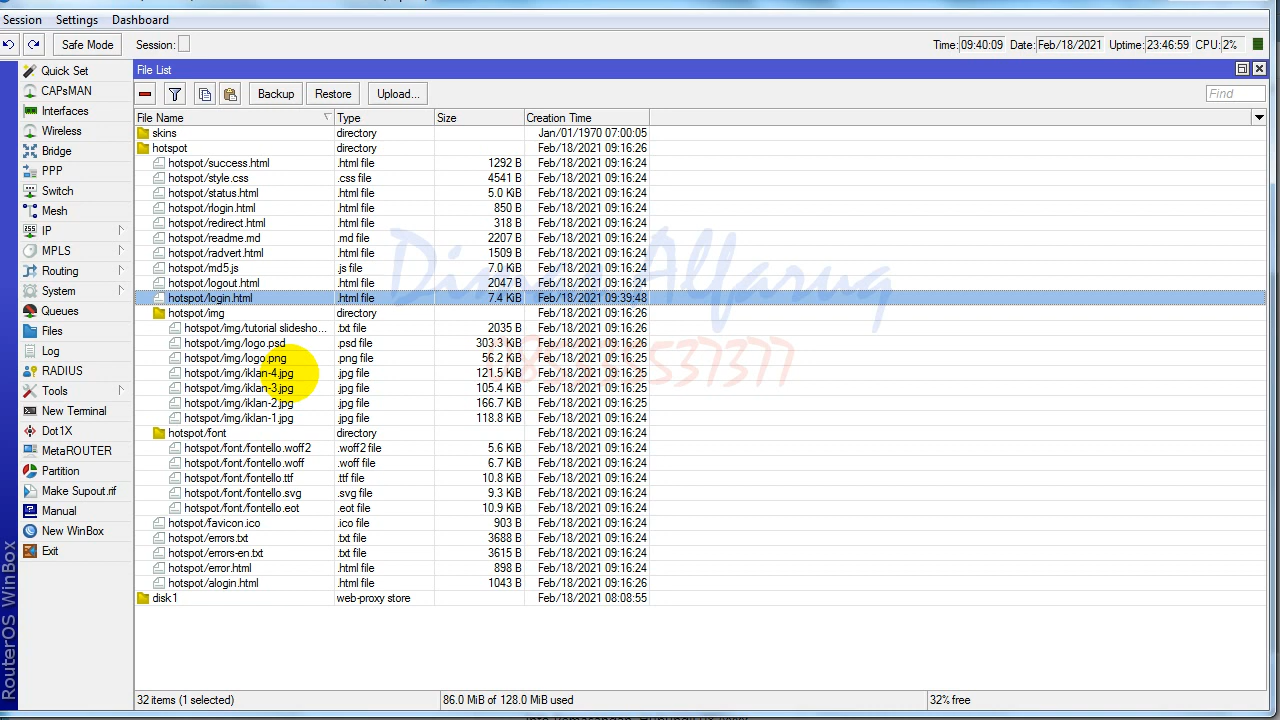 Session Settings Dashboard
Safe Mode Session: Time: 09:40:09 Date: Feb/18/2021 Uptime: 23:46:59 CPU: 2%
Quick Set
CAPsMAN
Interfaces
Wireless
Bridge
PPP
Switch
Mesh
IP
MPLS
Routing
System
Queues
Files
Log
RADIUS
Tools
New Terminal
Dot1X
MetaROUTER
Partition
Make Supout.rif
Manual
New WinBox
Exit
RouterOS WinBox
File List
Backup Restore Upload... Find
File Name Type Size Creation Time
skins directory Jan/01/1970 07:00:05
hotspot directory Feb/18/2021 09:16:26
hotspot/success.html .html file 1292 B Feb/18/2021 09:16:24
hotspot/style.css .css file 4541 B Feb/18/2021 09:16:24
hotspot/status.html .html file 5.0 KiB Feb/18/2021 09:16:24
hotspot/rlogin.html .html file 850 B Feb/18/2021 09:16:24
hotspot/redirect.html .html file 318 B Feb/18/2021 09:16:24
hotspot/readme.md .md file 2207 B Feb/18/2021 09:16:24
hotspot/radvert.html .html file 1509 B Feb/18/2021 09:16:24
hotspot/md5.js .js file 7.0 KiB Feb/18/2021 09:16:24
hotspot/logout.html .html file 2047 B Feb/18/2021 09:16:24
hotspot/login.html .html file 7.4 KiB Feb/18/2021 09:39:48
hotspot/img directory Feb/18/2021 09:16:26
hotspot/img/tutorial slidesho... .txt file 2035 B Feb/18/2021 09:16:26
hotspot/img/logo.psd .psd file 303.3 KiB Feb/18/2021 09:16:26
hotspot/img/logo.png .png file 56.2 KiB Feb/18/2021 09:16:25
hotspot/img/iklan-4.jpg .jpg file 121.5 KiB Feb/18/2021 09:16:25
hotspot/img/iklan-3.jpg .jpg file 105.4 KiB Feb/18/2021 09:16:25
hotspot/img/iklan-2.jpg .jpg file 166.7 KiB Feb/18/2021 09:16:25
hotspot/img/iklan-1.jpg .jpg file 118.8 KiB Feb/18/2021 09:16:25
hotspot/font directory Feb/18/2021 09:16:24
hotspot/font/fontello.woff2 .woff2 file 5.6 KiB Feb/18/2021 09:16:24
hotspot/font/fontello.woff .woff file 6.7 KiB Feb/18/2021 09:16:24
hotspot/font/fontello.ttf .ttf file 10.8 KiB Feb/18/2021 09:16:24
hotspot/font/fontello.svg .svg file 9.3 KiB Feb/18/2021 09:16:24
hotspot/font/fontello.eot .eot file 10.9 KiB Feb/18/2021 09:16:24
hotspot/favicon.ico .ico file 903 B Feb/18/2021 09:16:24
hotspot/errors.txt .txt file 3688 B Feb/18/2021 09:16:24
hotspot/errors-en.txt .txt file 3615 B Feb/18/2021 09:16:24
hotspot/error.html .html file 898 B Feb/18/2021 09:16:24
hotspot/alogin.html .html file 1043 B Feb/18/2021 09:16:26
disk1 web-proxy store Feb/18/2021 08:08:55
Alfaruq
537377
32 items (1 selected) 86.0 MiB of 128.0 MiB used 32% free